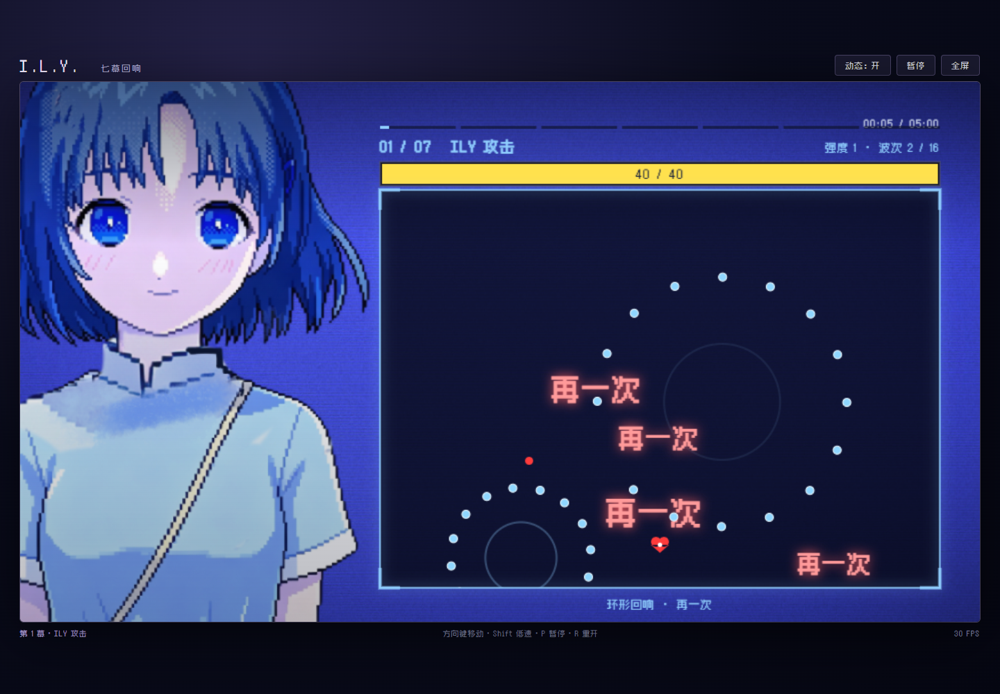 I.L.Y. 七幕回响
动态: 开 暂停 全屏
00:05 / 05:00
01 / 07 ILY 攻击
强度 1 · 波次 2 / 16
40 / 40
再一次
再一次
再一次
再一次
环形回响 · 再一次
第 1 幕 · ILY 攻击
方向键移动 · Shift 低速 · P 暂停 · R 重开
30 FPS